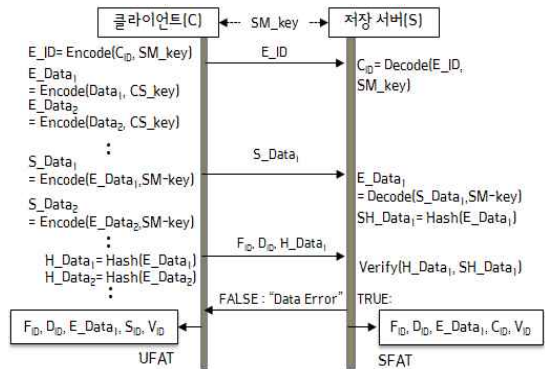 클라이언트(C)
SM_key
저장 서버(S)
E_ID= Encode(C_ID, SM_key)
E_Data₁
= Encode(Data₁, CS_key)
E_Data₂
= Encode(Data₂, CS_key)
:
S_Data₁
= Encode(E_Data₁,SM-key)
S_Data₂
= Encode(E_Data₂,SM-key)
:
H_Data₁= Hash(E_Data₁)
H_Data₂= Hash(E_Data₂)
:
E_ID
S_Data₁
F_ID, D_ID, H_Data₁
FALSE : "Data Error"
C_ID= Decode(E_ID,
SM_key)
E_Data₁
= Decode(S_Data₁,SM-key)
SH_Data₁= Hash(E_Data₁)
Verify(H_Data₁, SH_Data₁)
TRUE:
F_ID, D_ID, E_Data₁, S_ID, V_ID
UFAT
F_ID, D_ID, E_Data₁, C_ID, V_ID
SFAT